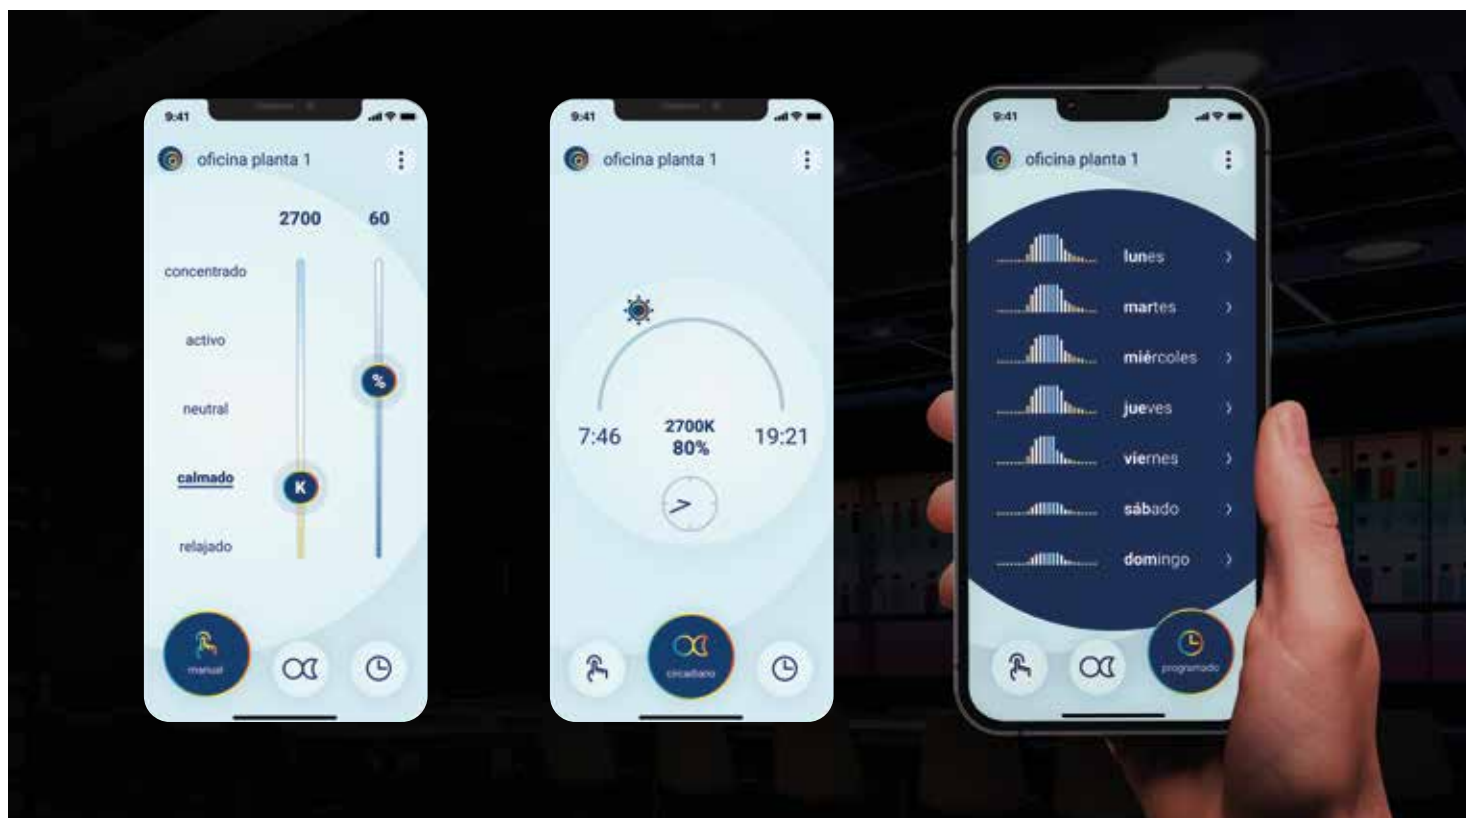 9:41
oficina planta 1
2700 60
concentrado
activo
neutral
calmado
relajado
K
%
manual
9:41
oficina planta 1
7:46
2700K
80%
19:21
circadiano
9:41
oficina planta 1
lunes
martes
miércoles
jueves
viernes
sábado
domingo
programado